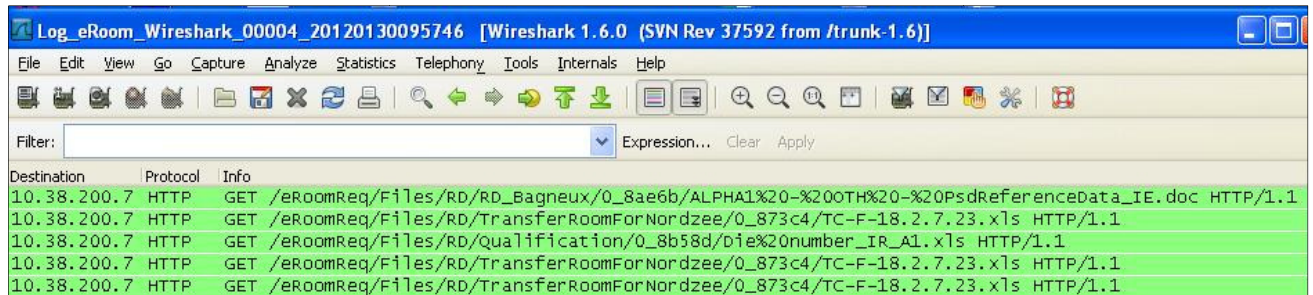 Log_eRoom_Wireshark_00004_20120130095746 [Wireshark 1.6.0 (SVN Rev 37592 from /trunk-1.6)]
File Edit View Go Capture Analyze Statistics Telephony Tools Internals Help
Filter: Expression... Clear Apply
Destination Protocol Info
10.38.200.7 HTTP GET /eRoomReq/Files/RD/RD_Bagneux/0_8ae6b/ALPHA1%20-%20OTH%20-%20PsdReferenceData_IE.doc HTTP/1.1
10.38.200.7 HTTP GET /eRoomReq/Files/RD/TransferRoomForNordzee/0_873c4/TC-F-18.2.7.23.xls HTTP/1.1
10.38.200.7 HTTP GET /eRoomReq/Files/RD/Qualification/0_8b58d/Die%20number_IR_A1.xls HTTP/1.1
10.38.200.7 HTTP GET /eRoomReq/Files/RD/TransferRoomForNordzee/0_873c4/TC-F-18.2.7.23.xls HTTP/1.1
10.38.200.7 HTTP GET /eRoomReq/Files/RD/TransferRoomForNordzee/0_873c4/TC-F-18.2.7.23.xls HTTP/1.1